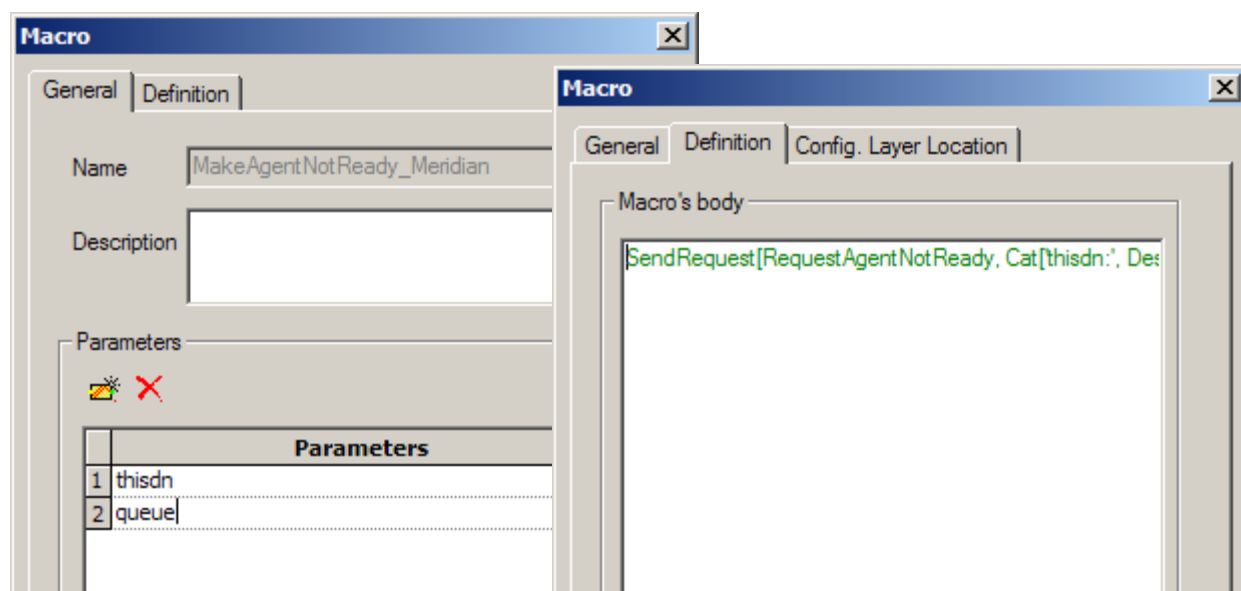 Macro
General Definition
Name MakeAgentNotReady_Meridian
Description
Parameters
Parameters
1 thisdn
2 queue
Macro
General Definition Config. Layer Location
Macro's body
SendRequest[RequestAgentNotReady, Cat['thisdn:', Des